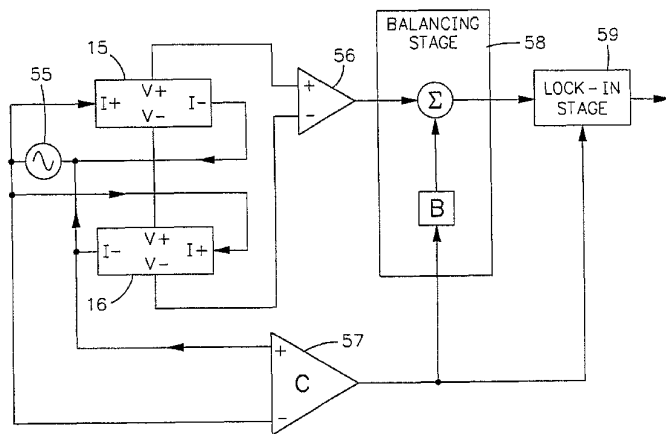 BALANCING
STAGE
58
59
15
56
55
V+
I+ I-
V-
+
-
Σ
LOCK-IN
STAGE
B
V+
I- I+
V-
16
57
+
C
-